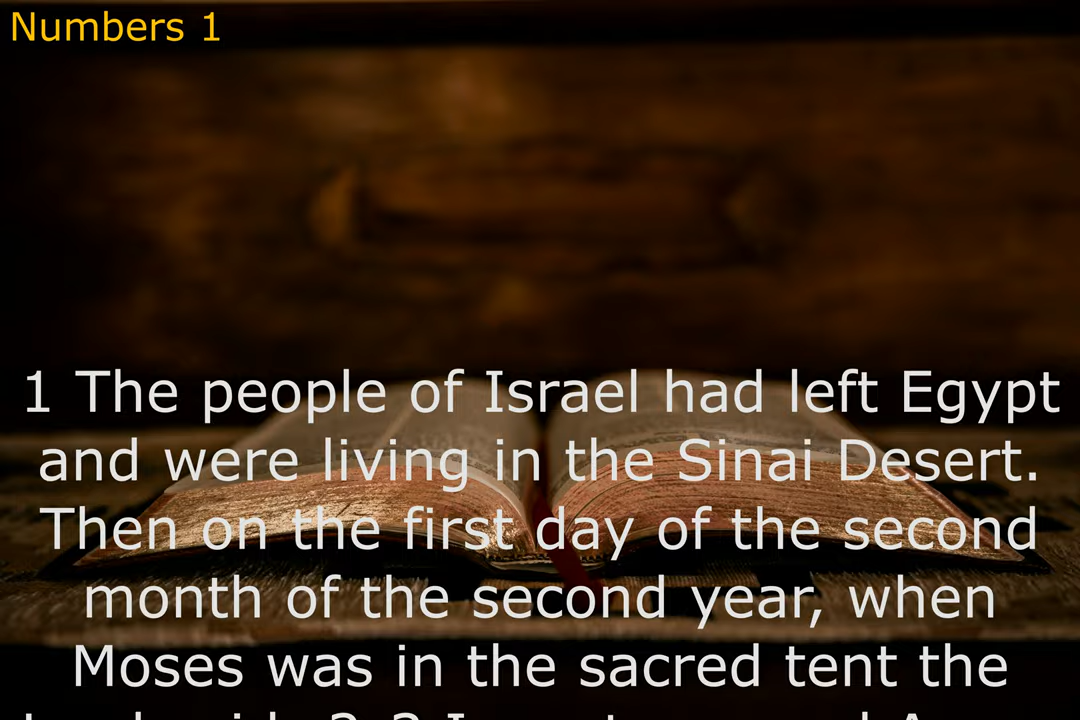 Numbers 1
1 The people of Israel had left Egypt
and were living in the Sinai Desert.
Then on the first day of the second
month of the second year, when
Moses was in the sacred tent the